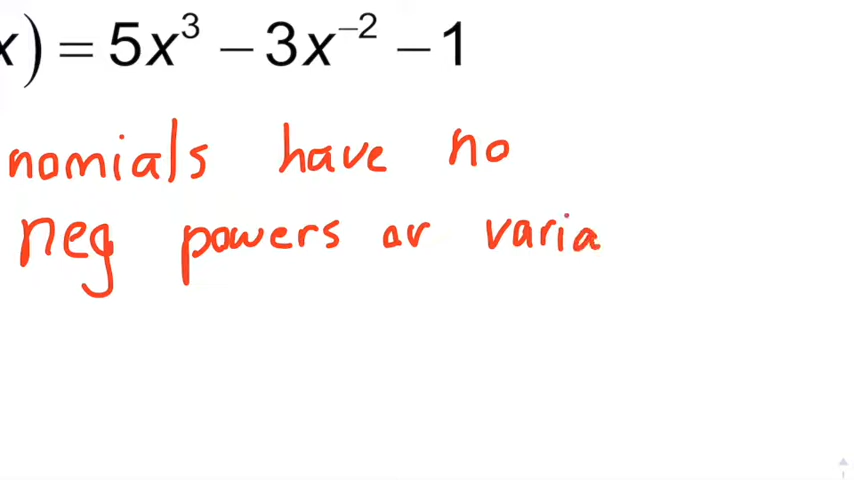 x) = 5x³ − 3x⁻² − 1
nomials have no
neg powers or varia